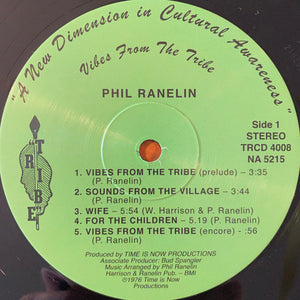 "A New Dimension in Cultural Awareness"
Vibes From The Tribe
PHIL RANELIN
TRIBE
Side 1
STEREO
TRCD 4008
NA 5215
1. VIBES FROM THE TRIBE (prelude) - 3:35
(P. Ranelin)
2. SOUNDS FROM THE VILLAGE - 3:44
(P. Ranelin)
3. WIFE - 5:54 (W. Harrison & P. Ranelin)
4. FOR THE CHILDREN - 5.19 (P. Ranelin)
5. VIBES FROM THE TRIBE (encore) - :56
(P. Ranelin)
Produced by TIME IS NOW PRODUCTIONS
Associate Producer: Bud Spangler
Music Arranged by Phil Ranelin
Harrison & Ranelin Pub. - BMI
©1976 Time is Now
Productions